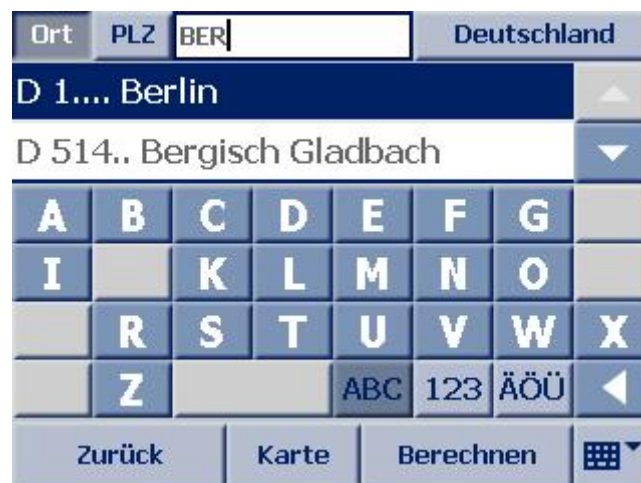 Ort PLZ BER Deutschland
D 1.... Berlin
D 514.. Bergisch Gladbach
A B C D E F G
I K L M N O
R S T U V W X
Z ABC 123 ÄÖÜ
Zurück Karte Berechnen